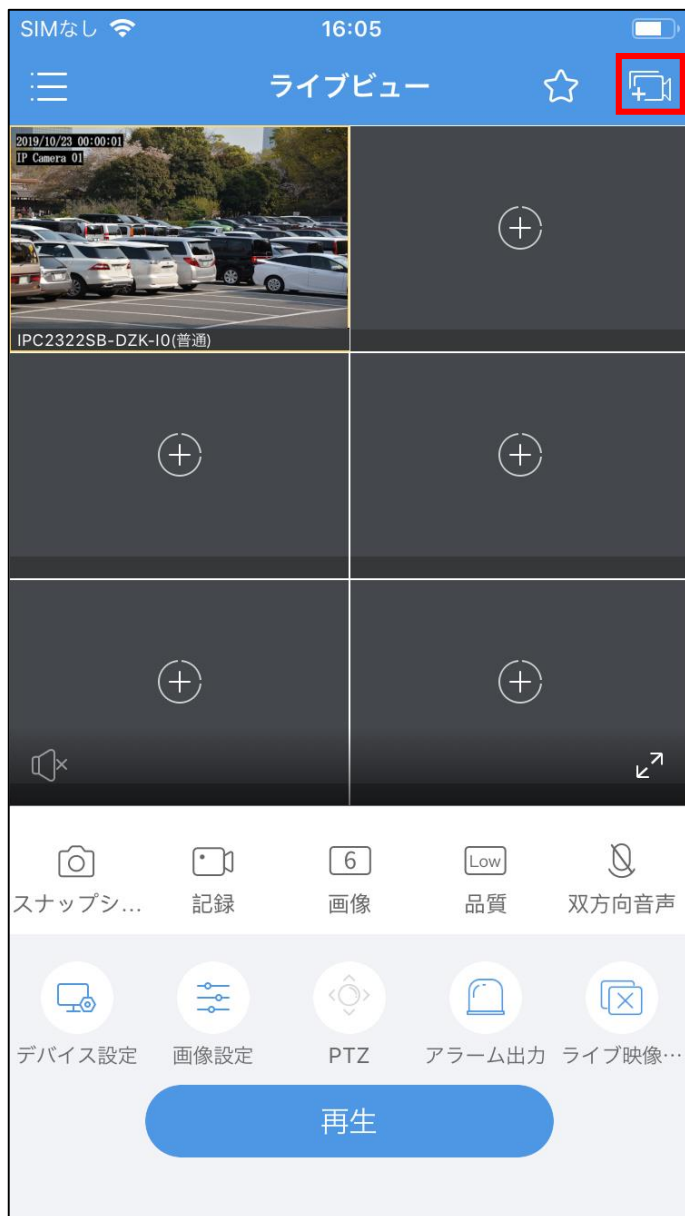 SIMなし 16:05
ライブビュー
2019/10/23 00:00:01
IP Camera 01
IPC2322SB-DZK-I0(普通)
6 Low
スナップシ... 記録 画像 品質 双方向音声
デバイス設定 画像設定 PTZ アラーム出力 ライブ映像…
再生